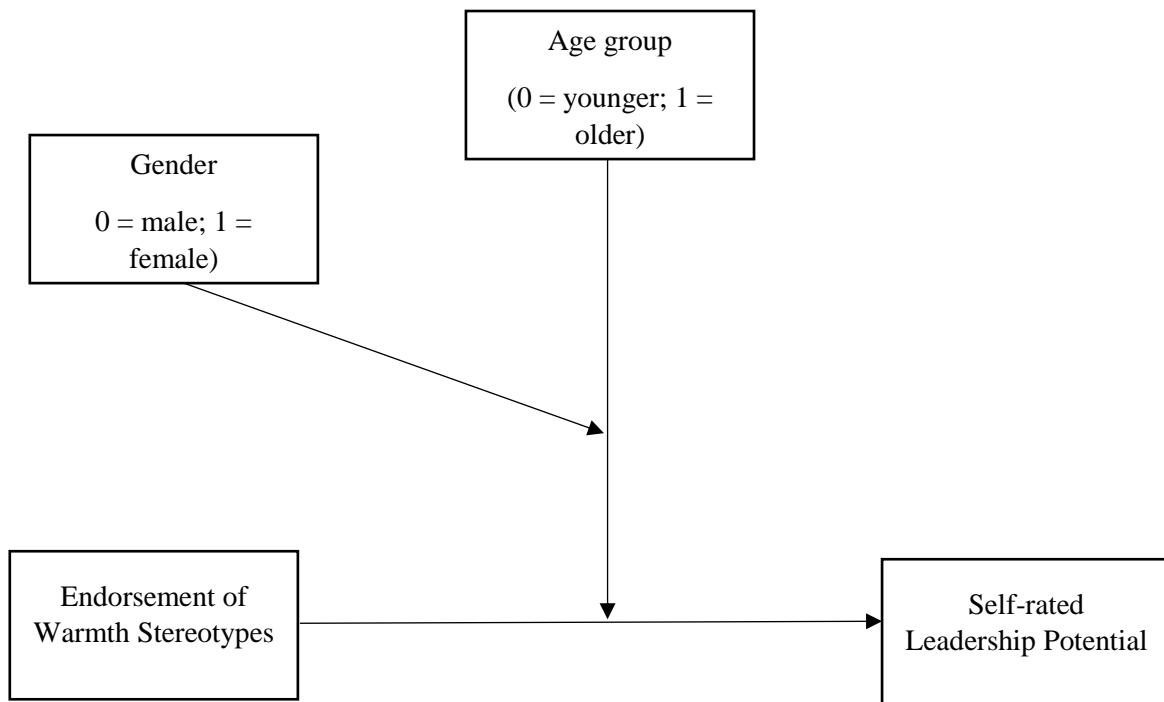 Age group
(0 = younger; 1 =
older)
Gender
0 = male; 1 =
female)
Endorsement of
Warmth Stereotypes
Self-rated
Leadership Potential